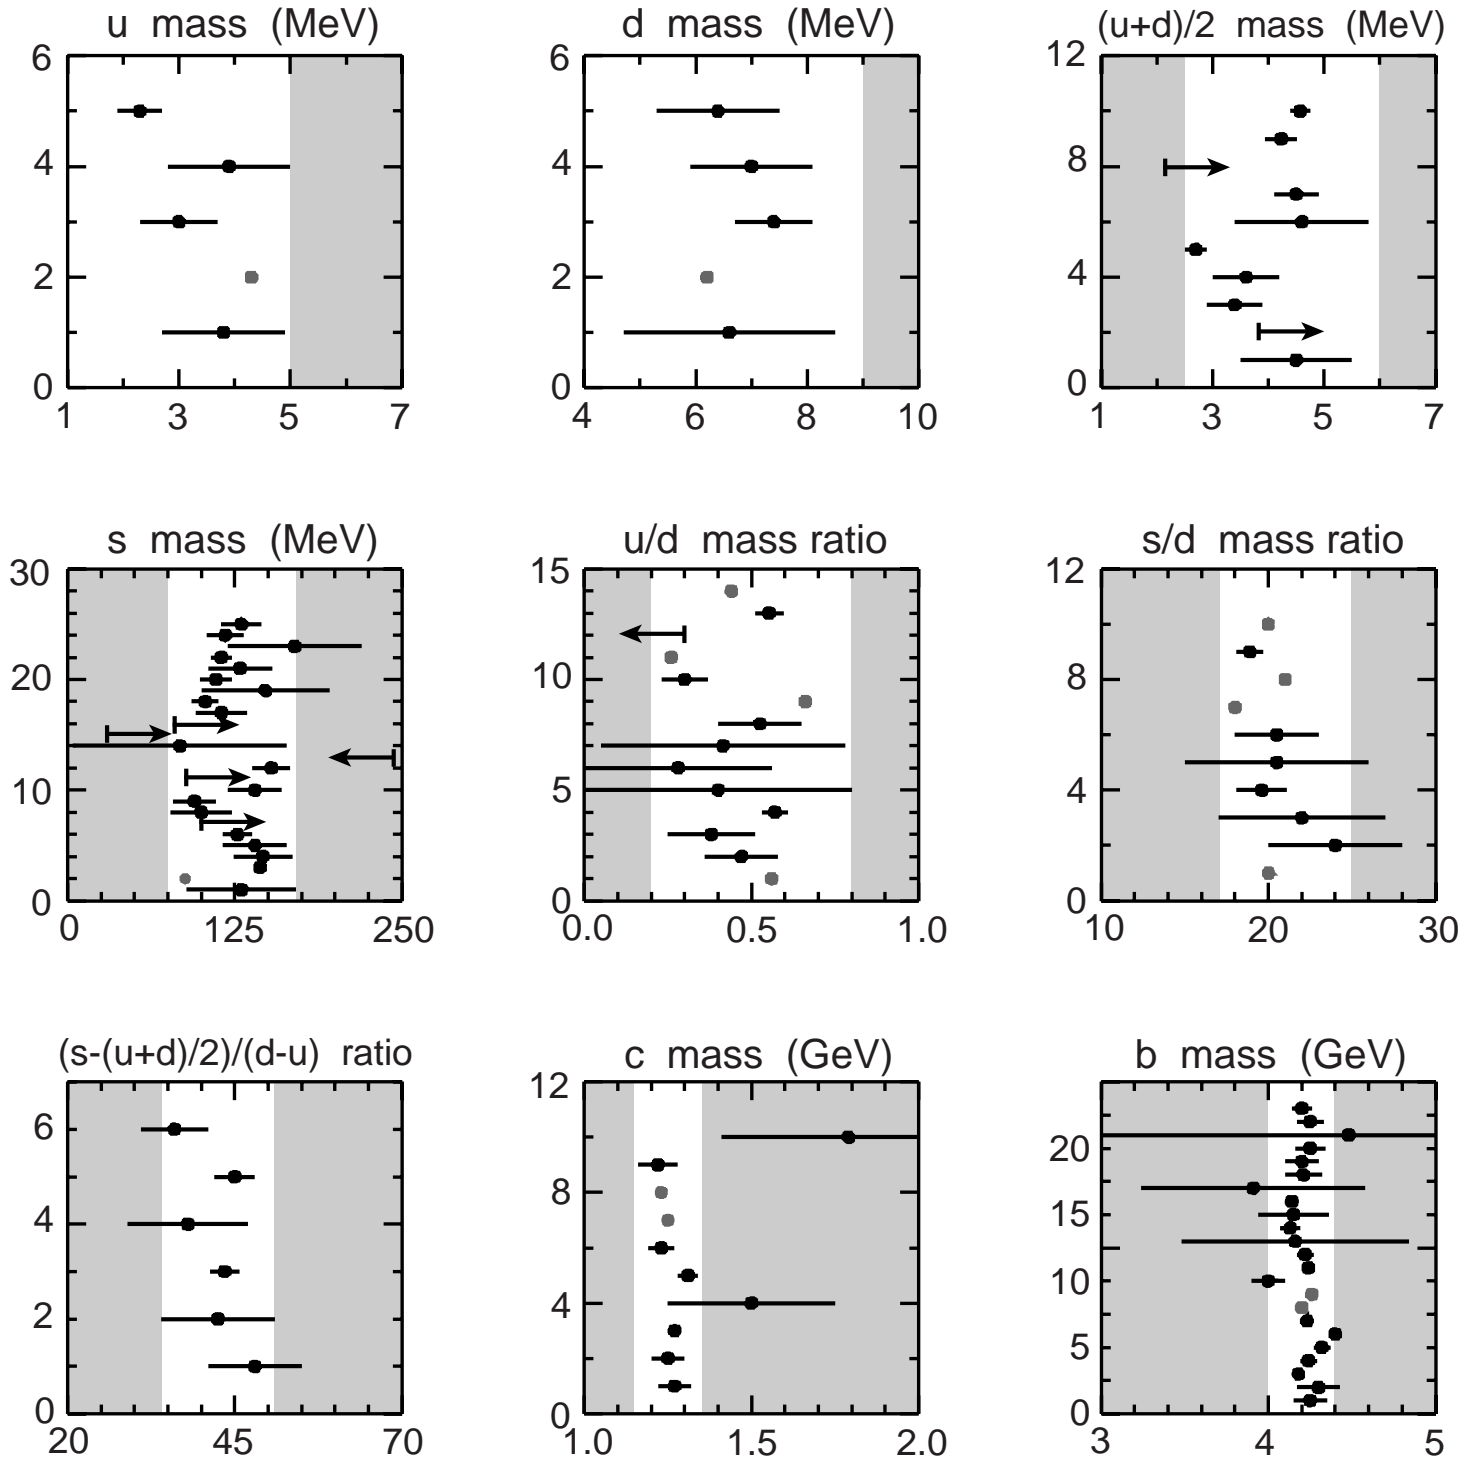 u mass (MeV)
6
4
2
0
1 3 5 7
d mass (MeV)
6
4
2
0
4 6 8 10
(u+d)/2 mass (MeV)
12
8
4
0
1 3 5 7
s mass (MeV)
30
20
10
0
0 125 250
u/d mass ratio
15
10
5
0
0.0 0.5 1.0
s/d mass ratio
12
8
4
0
10 20 30
(s-(u+d)/2)/(d-u) ratio
6
4
2
0
20 45 70
c mass (GeV)
12
8
4
0
1.0 1.5 2.0
b mass (GeV)
20
15
10
5
0
3 4 5